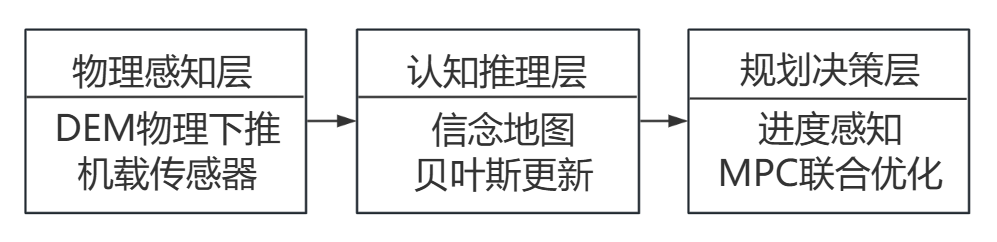 物理感知层
DEM物理下推
机载传感器
认知推理层
信念地图
贝叶斯更新
规划决策层
进度感知
MPC联合优化